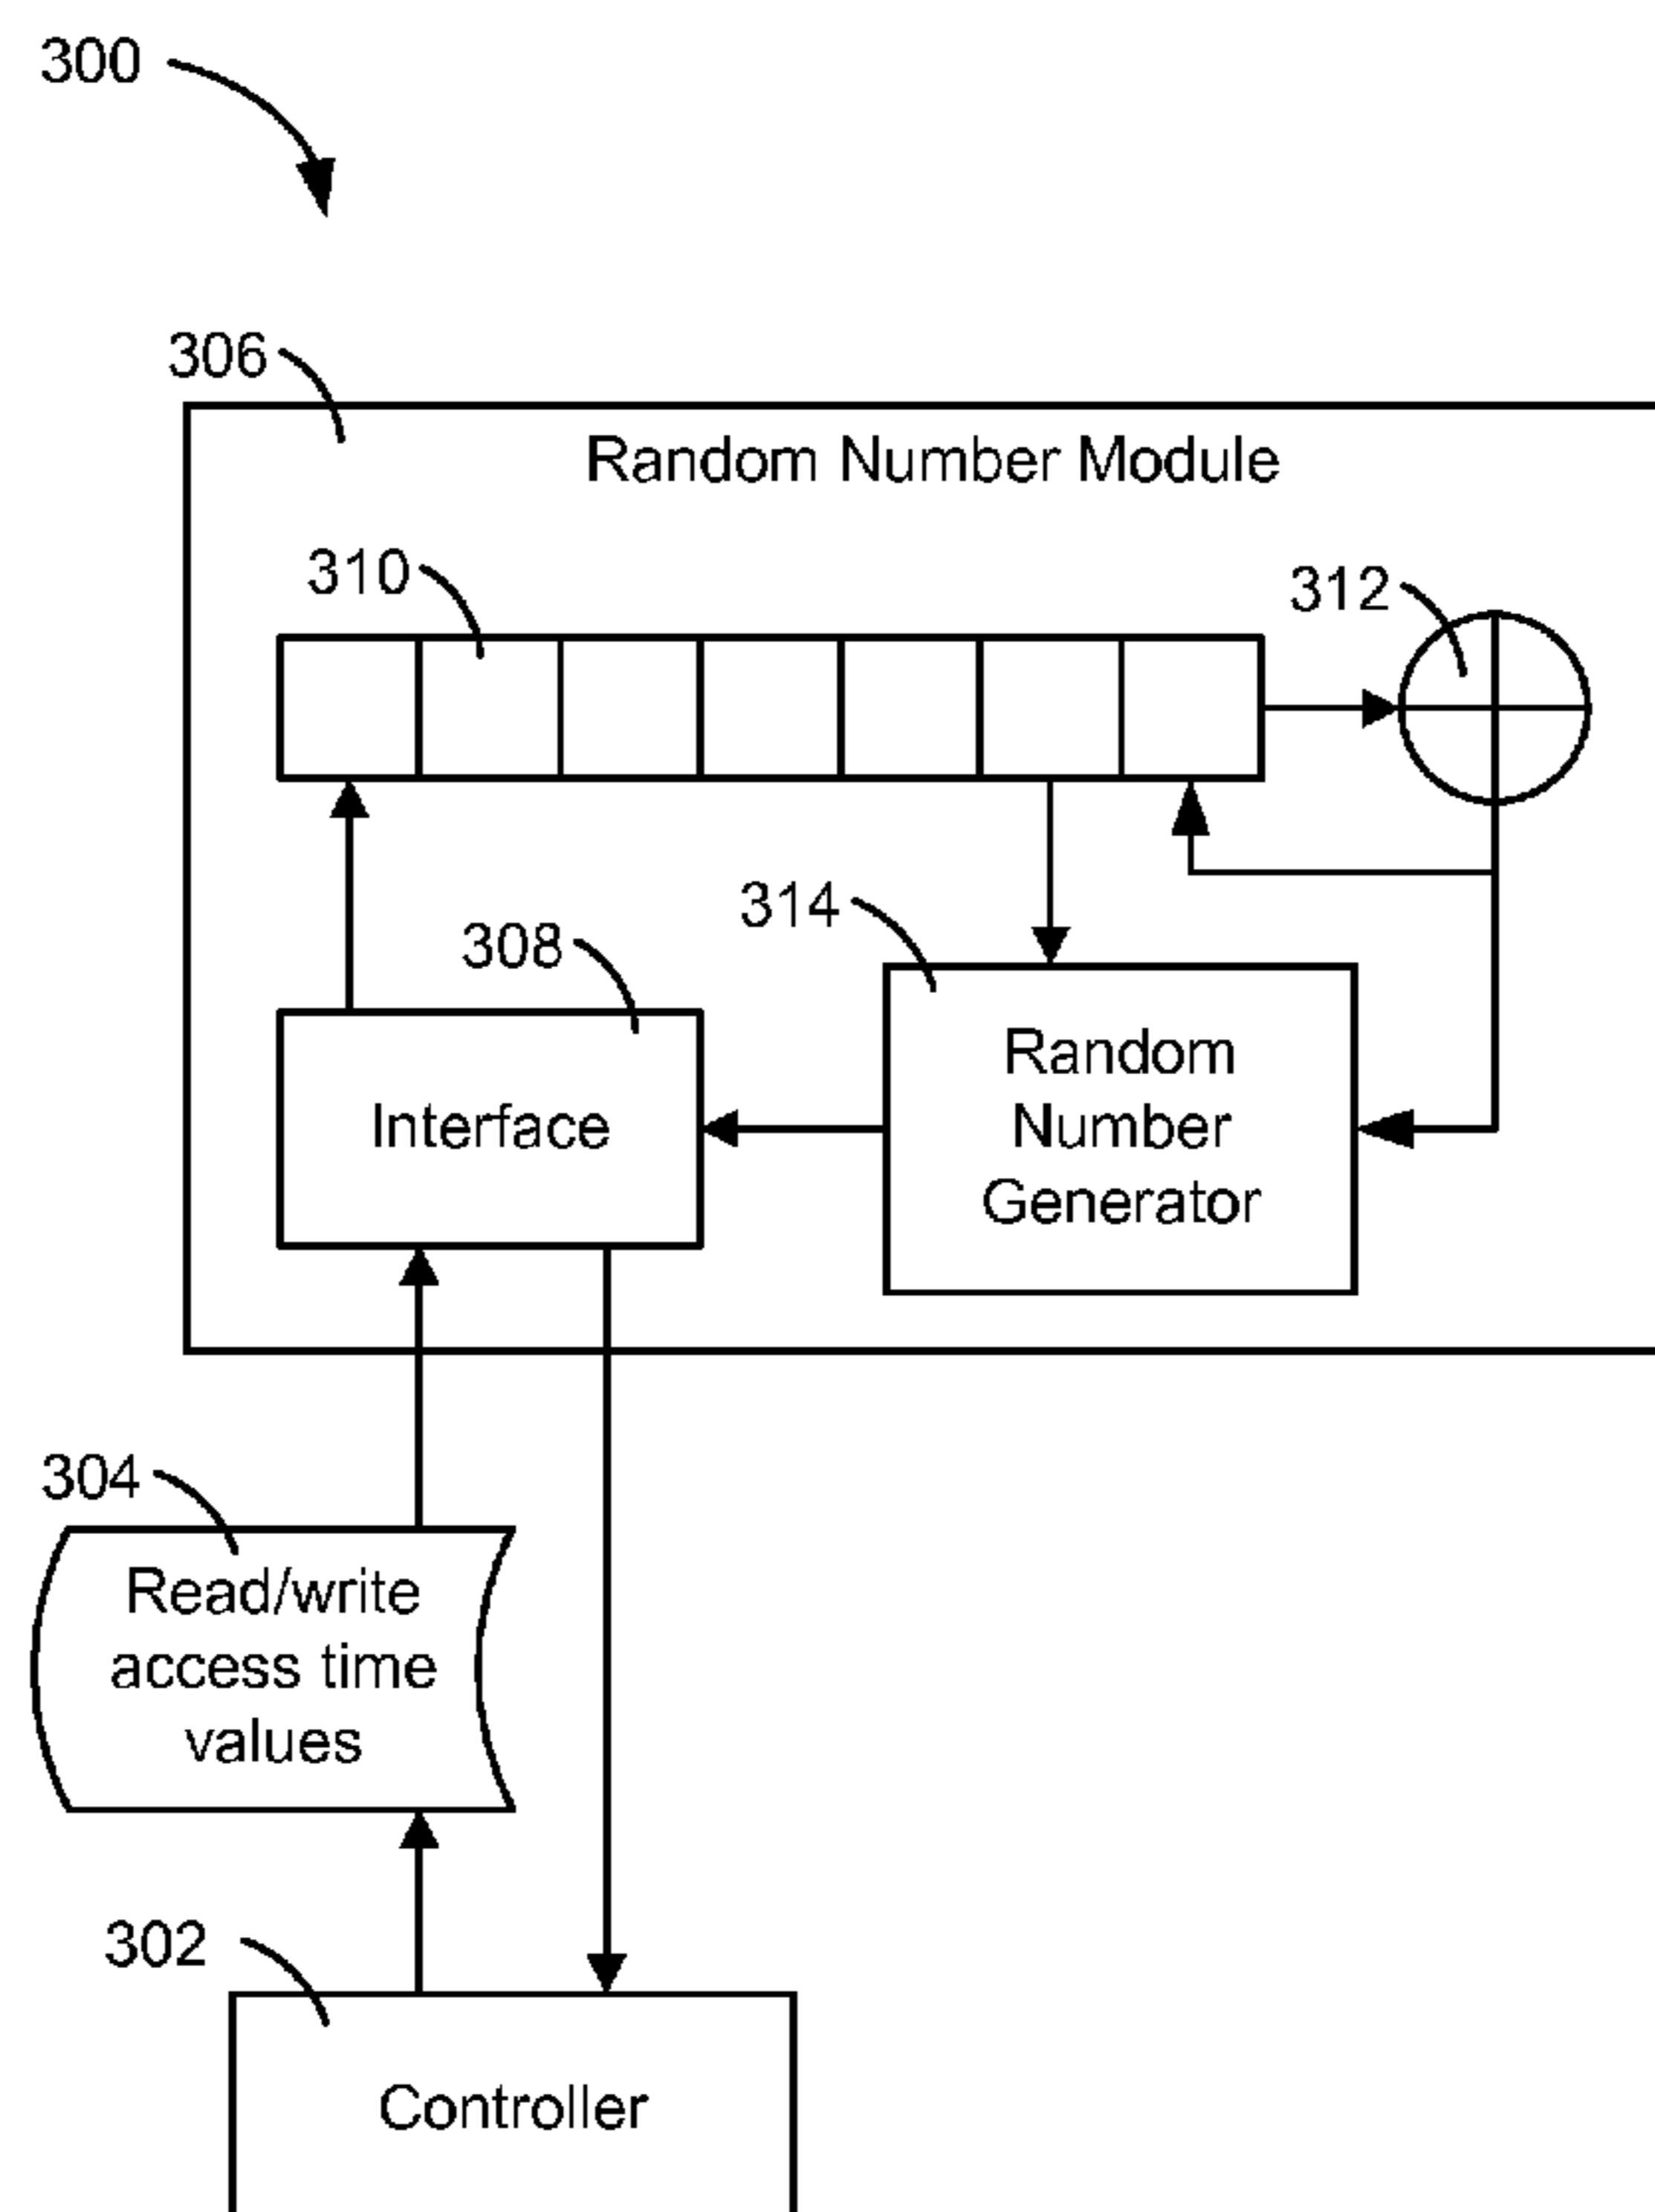 300
306
Random Number Module
310
312
314
308
Random
Number
Generator
Interface
304
Read/write
access time
values
302
Controller